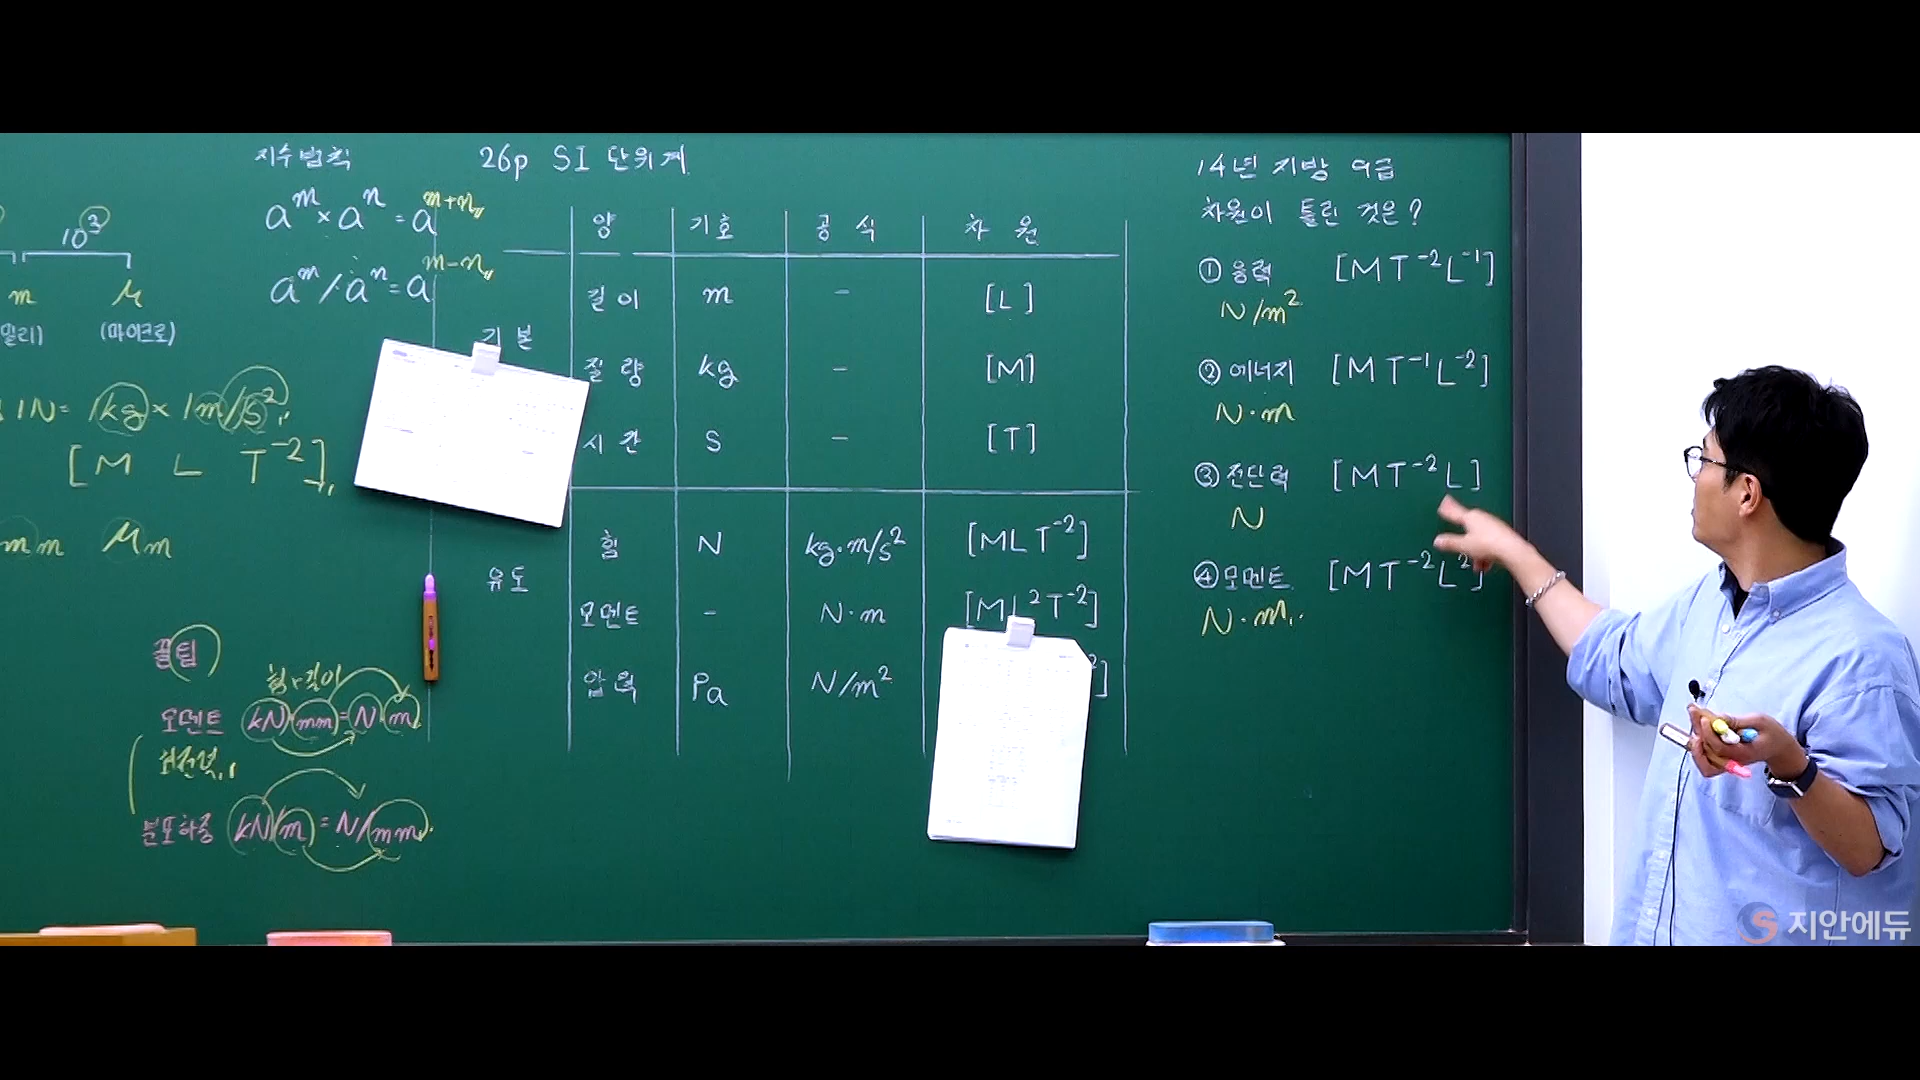 지수법칙
a^m × a^n = a^(m+n)
a^m / a^n = a^(m-n)
10^3
m μ
(마이크로)
1N = 1kg × 1m/s²
[M L T⁻²]
mm μm
꿀팁
힘×길이
모멘트 kN·mm = N·m
분포하중 kN/m = N/mm
26p SI 단위계
양 기호 공식 차원
기본
길이 m - [L]
질량 kg - [M]
시간 S - [T]
유도
힘 N kg·m/s² [MLT⁻²]
모멘트 - N·m [ML²T⁻²]
압력 Pa N/m²
14년 지방 9급
차원이 틀린 것은?
① 응력 [MT⁻²L⁻¹]
N/m²
② 에너지 [MT⁻¹L⁻²]
N·m
③ 전단력 [MT⁻²L]
N
④ 모멘트 [MT⁻²L²]
N·m
지안에듀